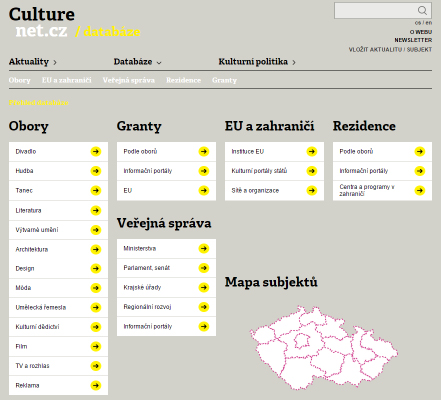 Culture
net.cz / databáze
cs / en
O WEBU
NEWSLETTER
VLOŽIT AKTUALITU / SUBJEKT
Aktuality
Databáze
Kulturní politika
Obory
EU a zahraničí
Veřejná správa
Rezidence
Granty
Přehled databáze
Obory
Divadlo
Hudba
Tanec
Literatura
Výtvarné umění
Architektura
Design
Móda
Umělecká řemesla
Kulturní dědictví
Film
TV a rozhlas
Reklama
Granty
Podle oborů
Informační portály
EU
Veřejná správa
Ministerstva
Parlament, senát
Krajské úřady
Regionální rozvoj
Informační portály
EU a zahraničí
Instituce EU
Kulturní portály států
Sítě a organizace
Rezidence
Podle oborů
Informační portály
Centra a programy v
zahraničí
Mapa subjektů